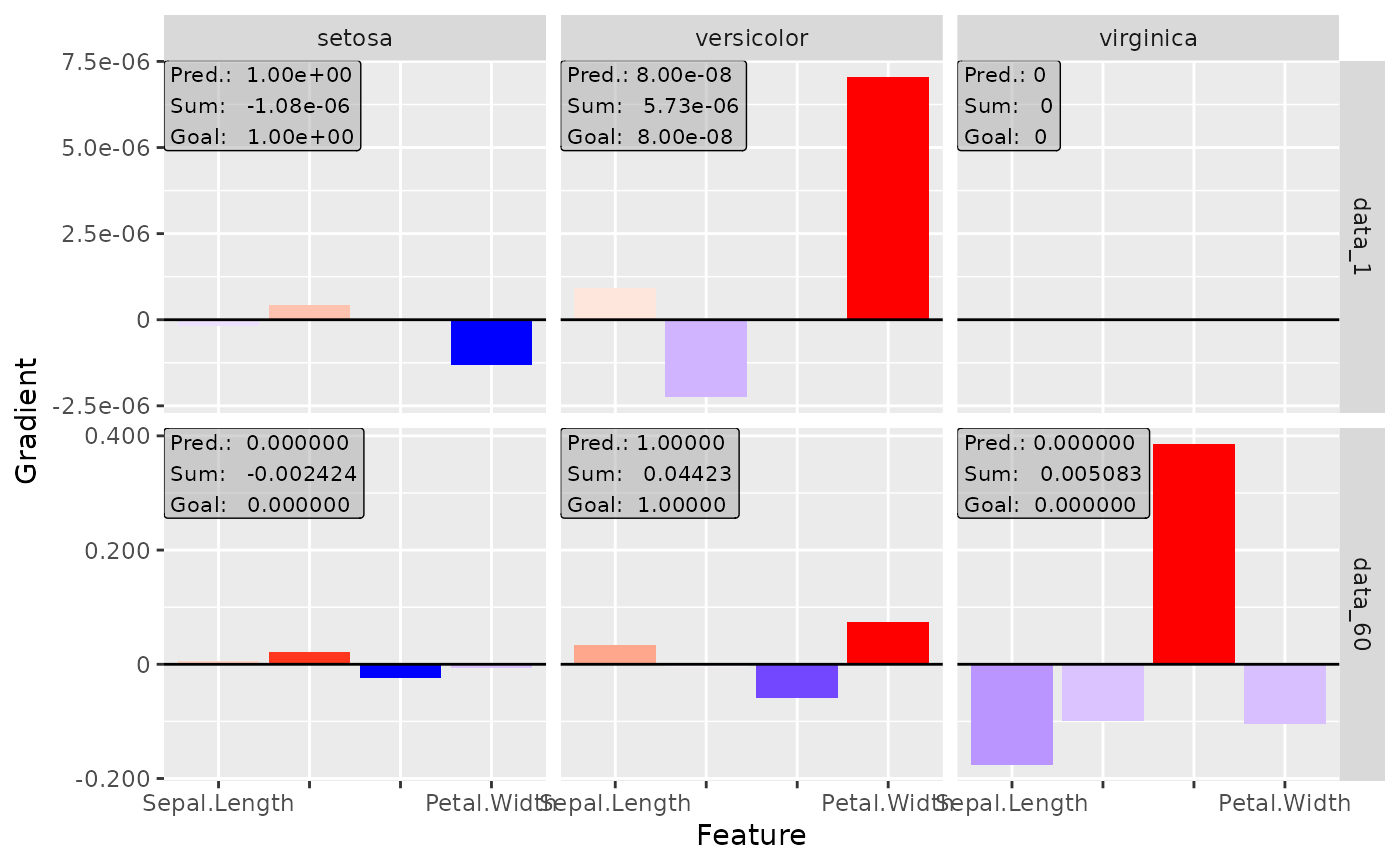 setosa versicolor virginica
7.5e-06
5.0e-06
2.5e-06
0
-2.5e-06
Pred.: 1.00e+00
Sum: -1.08e-06
Goal: 1.00e+00
Pred.: 8.00e-08
Sum: 5.73e-06
Goal: 8.00e-08
Pred.: 0
Sum: 0
Goal: 0
data_1
Gradient
0.400
0.200
0
-0.200
Pred.: 0.000000
Sum: -0.002424
Goal: 0.000000
Pred.: 1.00000
Sum: 0.04423
Goal: 1.00000
Pred.: 0.000000
Sum: 0.005083
Goal: 0.000000
data_60
Sepal.Length Petal.Width Sepal.Length Petal.Width Sepal.Length Petal.Width
Feature